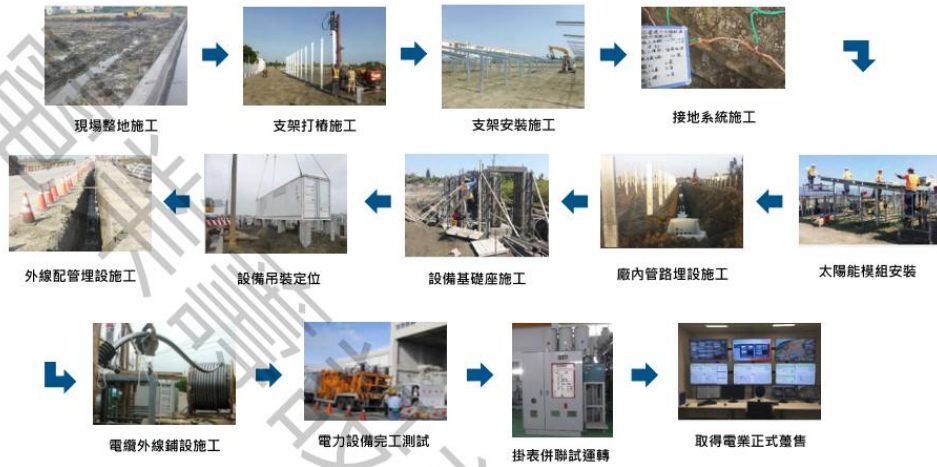 現場整地施工
支架打樁施工
支架安裝施工
接地系統施工
太陽能模組安裝
廠內管路埋設施工
設備基礎座施工
設備吊裝定位
外線配管埋設施工
電纜外線鋪設施工
電力設備完工測試
掛表併聯試運轉
取得電業正式躉售